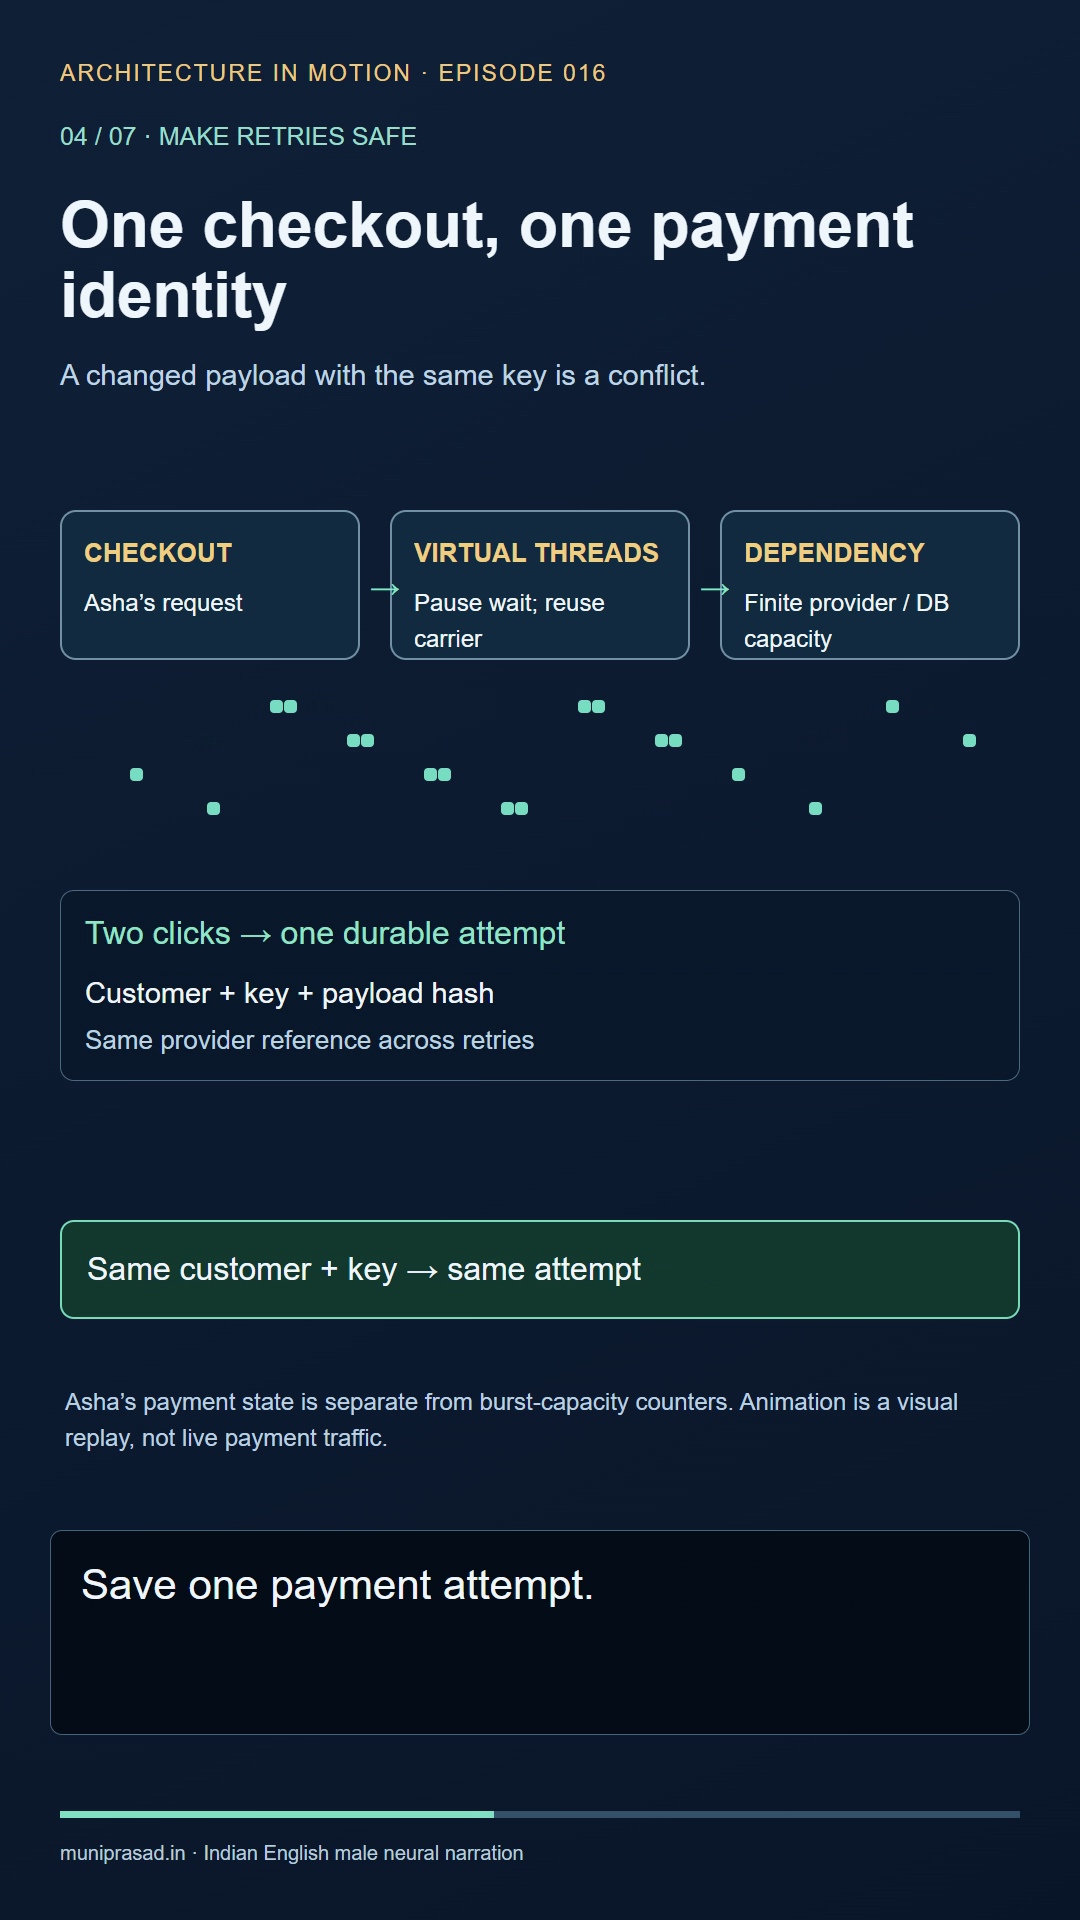 ARCHITECTURE IN MOTION · EPISODE 016
04 / 07 · MAKE RETRIES SAFE
One checkout, one payment
identity
A changed payload with the same key is a conflict.
CHECKOUT
Asha’s request
→
VIRTUAL THREADS
Pause wait; reuse
carrier
→
DEPENDENCY
Finite provider / DB
capacity
Two clicks → one durable attempt
Customer + key + payload hash
Same provider reference across retries
Same customer + key → same attempt
Asha’s payment state is separate from burst-capacity counters. Animation is a visual
replay, not live payment traffic.
Save one payment attempt.
muniprasad.in · Indian English male neural narration